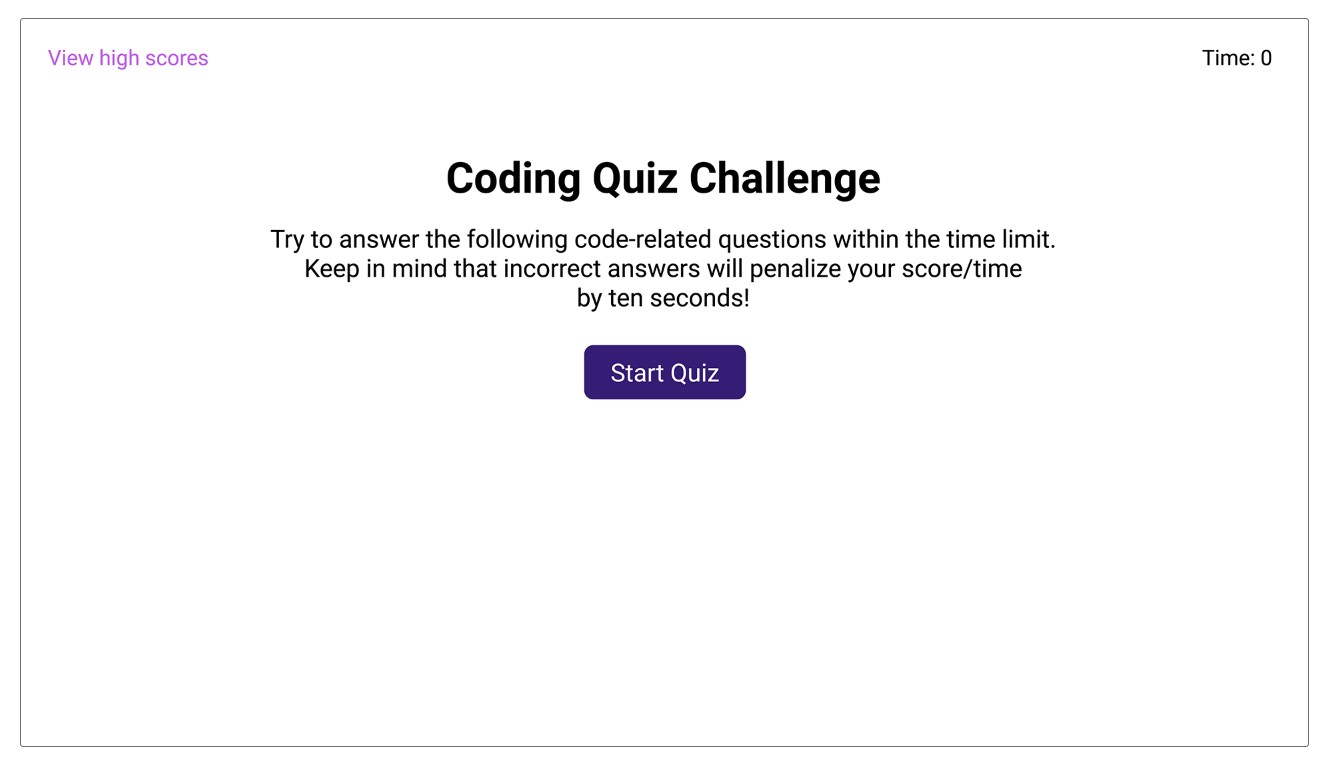 View high scores
Time: 0
Coding Quiz Challenge
Try to answer the following code-related questions within the time limit.
Keep in mind that incorrect answers will penalize your score/time
by ten seconds!
Start Quiz